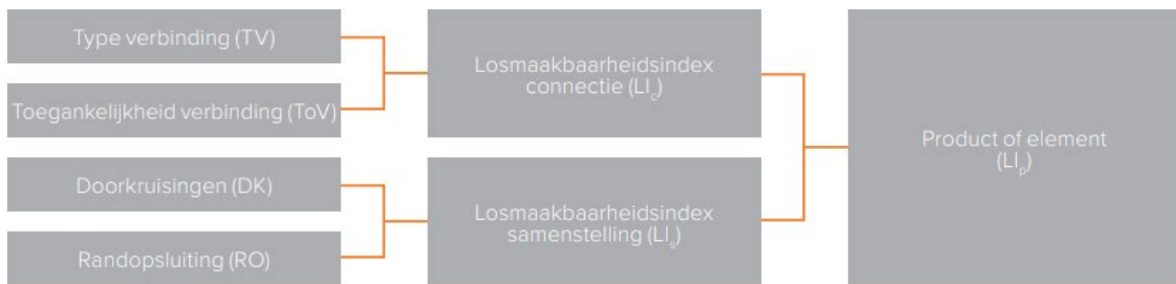 Type verbinding (TV)
Toegankelijkheid verbinding (ToV)
Doorkruisingen (DK)
Randopsluiting (RO)
Losmaakbaarheidsindex
connectie (LIc)
Losmaakbaarheidsindex
samenstelling (LIs)
Product of element
(LIp)